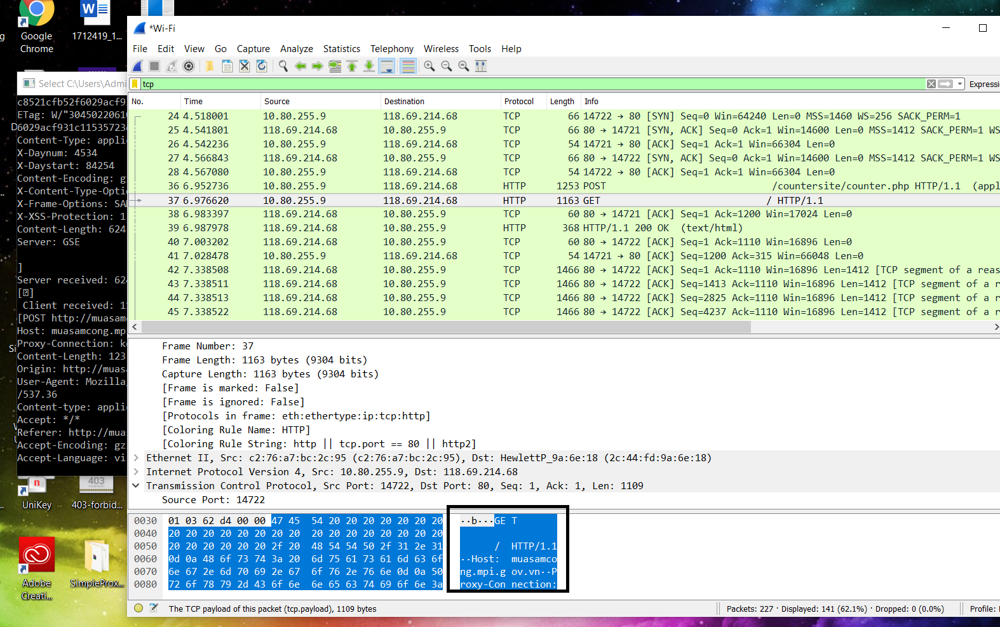 Google
Chrome
1712419_1...
Select C:\Users\Admi
c8521cfb52f6029acf9
ETag: W/"3045022061
6029acf931c11535723
Content-Type: appli
X-Daynum: 4534
X-Daystart: 84254
Content-Encoding: g
X-Content-Type-Opti
X-Frame-Options: SA
X-XSS-Protection: 1
Content-Length: 624
Server: GSE
]
Server received: 624
[⍰]
Client received: 1
[POST http://muasam
Host: muasamcong.mp
Proxy-Connection: k
Content-Length: 123
Origin: http://muas
User-Agent: Mozilla
/537.36
Content-type: appli
Accept: */*
Referer: http://mua
Accept-Encoding: gz
Accept-Language: vi
UniKey
403
403-forbid...
Adobe
Creati...
SimpleProx...
*Wi-Fi
File Edit View Go Capture Analyze Statistics Telephony Wireless Tools Help
tcp
Expressi
No. Time Source Destination Protocol Length Info
24 4.518001 10.80.255.9 118.69.214.68 TCP 66 14722 → 80 [SYN] Seq=0 Win=64240 Len=0 MSS=1460 WS=256 SACK_PERM=1
25 4.541801 118.69.214.68 10.80.255.9 TCP 66 80 → 14721 [SYN, ACK] Seq=0 Ack=1 Win=14600 Len=0 MSS=1412 SACK_PERM=1 WS
26 4.542236 10.80.255.9 118.69.214.68 TCP 54 14721 → 80 [ACK] Seq=1 Ack=1 Win=66304 Len=0
27 4.566843 118.69.214.68 10.80.255.9 TCP 66 80 → 14722 [SYN, ACK] Seq=0 Ack=1 Win=14600 Len=0 MSS=1412 SACK_PERM=1 WS
28 4.567080 10.80.255.9 118.69.214.68 TCP 54 14722 → 80 [ACK] Seq=1 Ack=1 Win=66304 Len=0
36 6.952736 10.80.255.9 118.69.214.68 HTTP 1253 POST /countersite/counter.php HTTP/1.1 (appl
37 6.976620 10.80.255.9 118.69.214.68 HTTP 1163 GET / HTTP/1.1
38 6.983397 118.69.214.68 10.80.255.9 TCP 60 80 → 14721 [ACK] Seq=1 Ack=1200 Win=17024 Len=0
39 6.987978 118.69.214.68 10.80.255.9 HTTP 368 HTTP/1.1 200 OK (text/html)
40 7.003202 118.69.214.68 10.80.255.9 TCP 60 80 → 14722 [ACK] Seq=1 Ack=1110 Win=16896 Len=0
41 7.028478 10.80.255.9 118.69.214.68 TCP 54 14721 → 80 [ACK] Seq=1200 Ack=315 Win=66048 Len=0
42 7.338508 118.69.214.68 10.80.255.9 TCP 1466 80 → 14722 [ACK] Seq=1 Ack=1110 Win=16896 Len=1412 [TCP segment of a reas
43 7.338511 118.69.214.68 10.80.255.9 TCP 1466 80 → 14722 [ACK] Seq=1413 Ack=1110 Win=16896 Len=1412 [TCP segment of a r
44 7.338513 118.69.214.68 10.80.255.9 TCP 1466 80 → 14722 [ACK] Seq=2825 Ack=1110 Win=16896 Len=1412 [TCP segment of a r
45 7.338522 118.69.214.68 10.80.255.9 TCP 1466 80 → 14722 [ACK] Seq=4237 Ack=1110 Win=16896 Len=1412 [TCP segment of a r
Frame Number: 37
Frame Length: 1163 bytes (9304 bits)
Capture Length: 1163 bytes (9304 bits)
[Frame is marked: False]
[Frame is ignored: False]
[Protocols in frame: eth:ethertype:ip:tcp:http]
[Coloring Rule Name: HTTP]
[Coloring Rule String: http || tcp.port == 80 || http2]
Ethernet II, Src: c2:76:a7:bc:2c:95 (c2:76:a7:bc:2c:95), Dst: HewlettP_9a:6e:18 (2c:44:fd:9a:6e:18)
Internet Protocol Version 4, Src: 10.80.255.9, Dst: 118.69.214.68
Transmission Control Protocol, Src Port: 14722, Dst Port: 80, Seq: 1, Ack: 1, Len: 1109
Source Port: 14722
0030 01 03 62 d4 00 00 47 45 54 20 20 20 20 20 20 20 ··b···GE T
0040 20 20 20 20 20 20 20 20 20 20 20 20 20 20 20 20
0050 20 20 20 20 20 20 2f 20 48 54 54 50 2f 31 2e 31 / HTTP/1.1
0060 0d 0a 48 6f 73 74 3a 20 6d 75 61 73 61 6d 63 6f ··Host: muasamco
0070 6e 67 2e 6d 70 69 2e 67 6f 76 2e 76 6e 0d 0a 50 ng.mpi.g ov.vn··P
0080 72 6f 78 79 2d 43 6f 6e 6e 65 63 74 69 6f 6e 3a roxy-Con nection:
The TCP payload of this packet (tcp.payload), 1109 bytes
Packets: 227 · Displayed: 141 (62.1%) · Dropped: 0 (0.0%)
Profile: